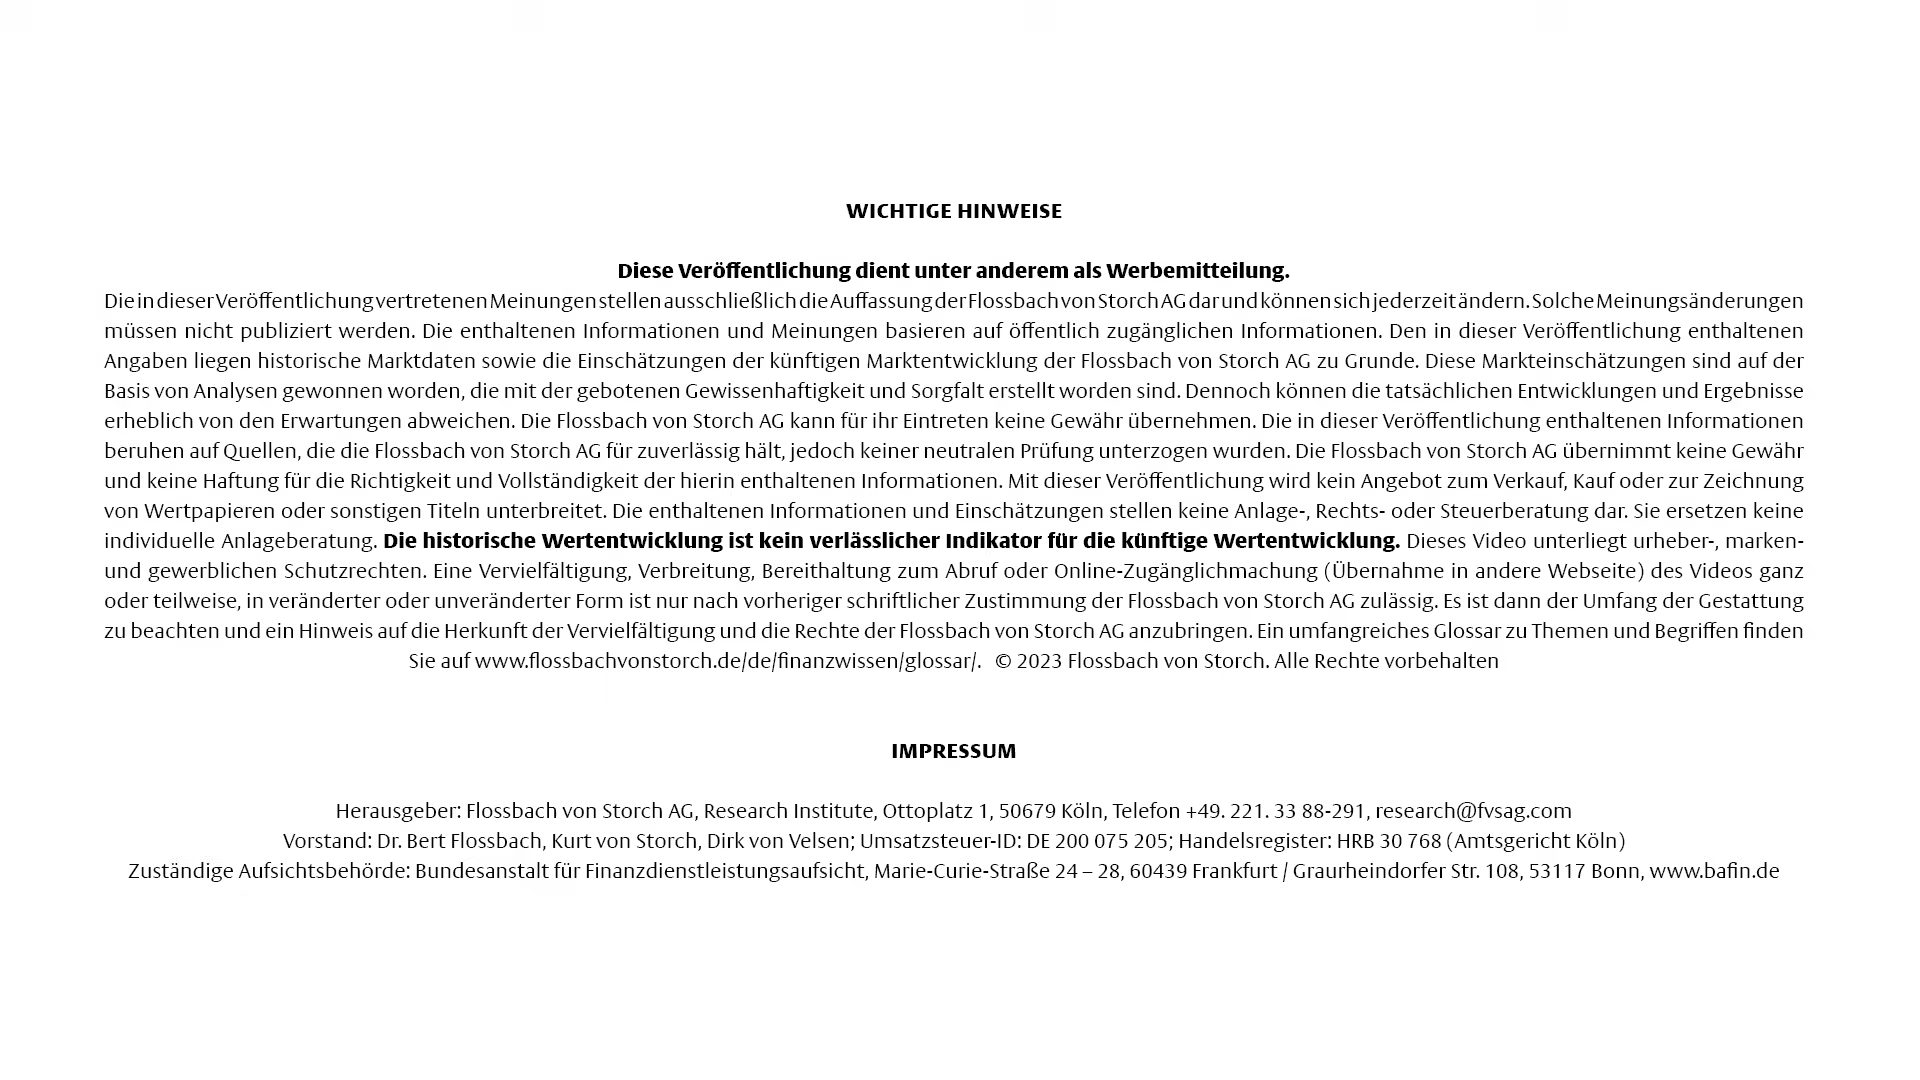 WICHTIGE HINWEISE
Diese Veröffentlichung dient unter anderem als Werbemitteilung.
Die in dieser Veröffentlichung vertretenen Meinungen stellen ausschließlich die Auffassung der Flossbach von Storch AG dar und können sich jederzeit ändern. Solche Meinungsänderungen
müssen nicht publiziert werden. Die enthaltenen Informationen und Meinungen basieren auf öffentlich zugänglichen Informationen. Den in dieser Veröffentlichung enthaltenen
Angaben liegen historische Marktdaten sowie die Einschätzungen der künftigen Marktentwicklung der Flossbach von Storch AG zu Grunde. Diese Markteinschätzungen sind auf der
Basis von Analysen gewonnen worden, die mit der gebotenen Gewissenhaftigkeit und Sorgfalt erstellt worden sind. Dennoch können die tatsächlichen Entwicklungen und Ergebnisse
erheblich von den Erwartungen abweichen. Die Flossbach von Storch AG kann für ihr Eintreten keine Gewähr übernehmen. Die in dieser Veröffentlichung enthaltenen Informationen
beruhen auf Quellen, die die Flossbach von Storch AG für zuverlässig hält, jedoch keiner neutralen Prüfung unterzogen wurden. Die Flossbach von Storch AG übernimmt keine Gewähr
und keine Haftung für die Richtigkeit und Vollständigkeit der hierin enthaltenen Informationen. Mit dieser Veröffentlichung wird kein Angebot zum Verkauf, Kauf oder zur Zeichnung
von Wertpapieren oder sonstigen Titeln unterbreitet. Die enthaltenen Informationen und Einschätzungen stellen keine Anlage-, Rechts- oder Steuerberatung dar. Sie ersetzen keine
individuelle Anlageberatung. Die historische Wertentwicklung ist kein verlässlicher Indikator für die künftige Wertentwicklung. Dieses Video unterliegt urheber-, marken-
und gewerblichen Schutzrechten. Eine Vervielfältigung, Verbreitung, Bereithaltung zum Abruf oder Online-Zugänglichmachung (Übernahme in andere Webseite) des Videos ganz
oder teilweise, in veränderter oder unveränderter Form ist nur nach vorheriger schriftlicher Zustimmung der Flossbach von Storch AG zulässig. Es ist dann der Umfang der Gestattung
zu beachten und ein Hinweis auf die Herkunft der Vervielfältigung und die Rechte der Flossbach von Storch AG anzubringen. Ein umfangreiches Glossar zu Themen und Begriffen finden
Sie auf www.flossbachvonstorch.de/de/finanzwissen/glossar/. © 2023 Flossbach von Storch. Alle Rechte vorbehalten
IMPRESSUM
Herausgeber: Flossbach von Storch AG, Research Institute, Ottoplatz 1, 50679 Köln, Telefon +49. 221. 33 88-291, research@fvsag.com
Vorstand: Dr. Bert Flossbach, Kurt von Storch, Dirk von Velsen; Umsatzsteuer-ID: DE 200 075 205; Handelsregister: HRB 30 768 (Amtsgericht Köln)
Zuständige Aufsichtsbehörde: Bundesanstalt für Finanzdienstleistungsaufsicht, Marie-Curie-Straße 24 – 28, 60439 Frankfurt / Graurheindorfer Str. 108, 53117 Bonn, www.bafin.de